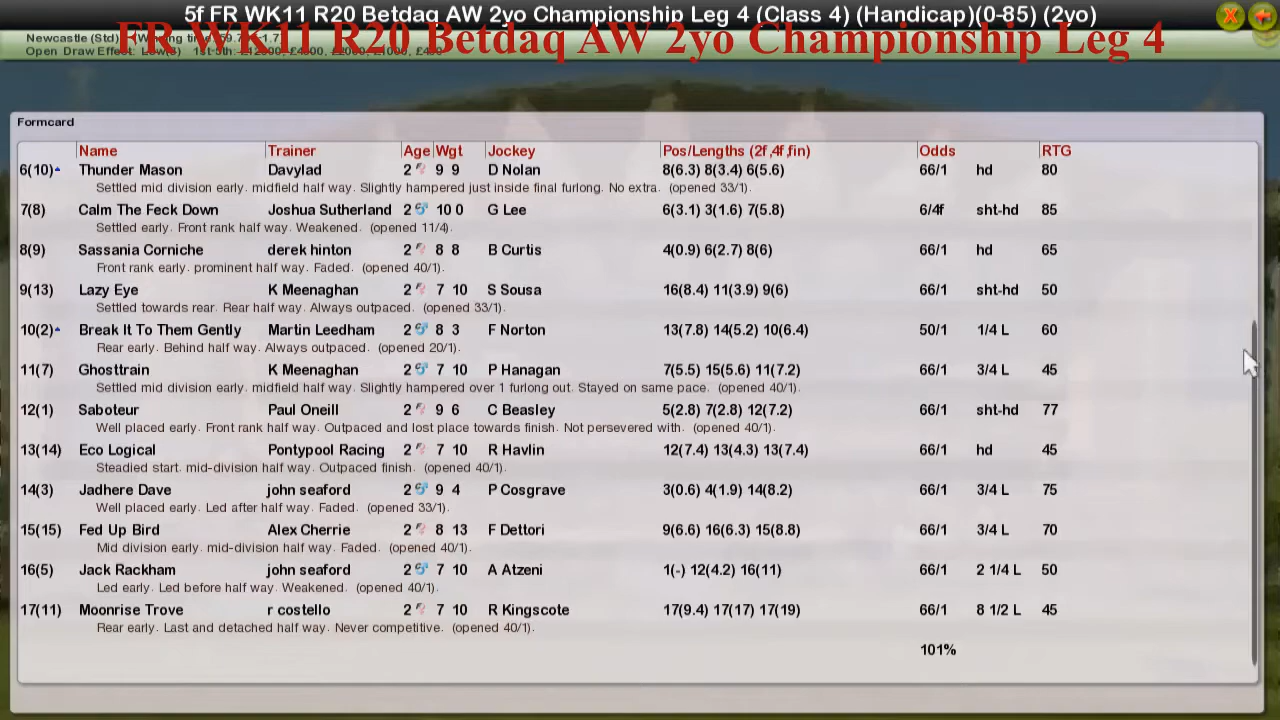 5f FR WK11 R20 Betdaq AW 2yo Championship Leg 4 (Class 4) (Handicap)(0-85) (2yo)
FR WK11 R20 Betdaq AW 2yo Championship Leg 4
Newcastle (Std)
Open Draw Effect:
Formcard
Name Trainer Age Wgt Jockey Pos/Lengths (2f,4f,fin) Odds RTG
6(10) Thunder Mason Davylad 2 9 9 D Nolan 8(6.3) 8(3.4) 6(5.6) 66/1 hd 80
Settled mid division early. midfield half way. Slightly hampered just inside final furlong. No extra. (opened 33/1).
7(8) Calm The Feck Down Joshua Sutherland 2 10 0 G Lee 6(3.1) 3(1.6) 7(5.8) 6/4f sht-hd 85
Settled early. Front rank half way. Weakened. (opened 11/4).
8(9) Sassania Corniche derek hinton 2 8 8 B Curtis 4(0.9) 6(2.7) 8(6) 66/1 hd 65
Front rank early. prominent half way. Faded. (opened 40/1).
9(13) Lazy Eye K Meenaghan 2 7 10 S Sousa 16(8.4) 11(3.9) 9(6) 66/1 sht-hd 50
Settled towards rear. Rear half way. Always outpaced. (opened 33/1).
10(2) Break It To Them Gently Martin Leedham 2 8 3 F Norton 13(7.8) 14(5.2) 10(6.4) 50/1 1/4 L 60
Rear early. Behind half way. Always outpaced. (opened 20/1).
11(7) Ghosttrain K Meenaghan 2 7 10 P Hanagan 7(5.5) 15(5.6) 11(7.2) 66/1 3/4 L 45
Settled mid division early. midfield half way. Slightly hampered over 1 furlong out. Stayed on same pace. (opened 40/1).
12(1) Saboteur Paul Oneill 2 9 6 C Beasley 5(2.8) 7(2.8) 12(7.2) 66/1 sht-hd 77
Well placed early. Front rank half way. Outpaced and lost place towards finish. Not persevered with. (opened 40/1).
13(14) Eco Logical Pontypool Racing 2 7 10 R Havlin 12(7.4) 13(4.3) 13(7.4) 66/1 hd 45
Steadied start. mid-division half way. Outpaced finish. (opened 40/1).
14(3) Jadhere Dave john seaford 2 9 4 P Cosgrave 3(0.6) 4(1.9) 14(8.2) 66/1 3/4 L 75
Well placed early. Led after half way. Faded. (opened 33/1).
15(15) Fed Up Bird Alex Cherrie 2 8 13 F Dettori 9(6.6) 16(6.3) 15(8.8) 66/1 3/4 L 70
Mid division early. mid-division half way. Faded. (opened 40/1).
16(5) Jack Rackham john seaford 2 7 10 A Atzeni 1(-) 12(4.2) 16(11) 66/1 2 1/4 L 50
Led early. Led before half way. Weakened. (opened 40/1).
17(11) Moonrise Trove r costello 2 7 10 R Kingscote 17(9.4) 17(17) 17(19) 66/1 8 1/2 L 45
Rear early. Last and detached half way. Never competitive. (opened 40/1).
101%